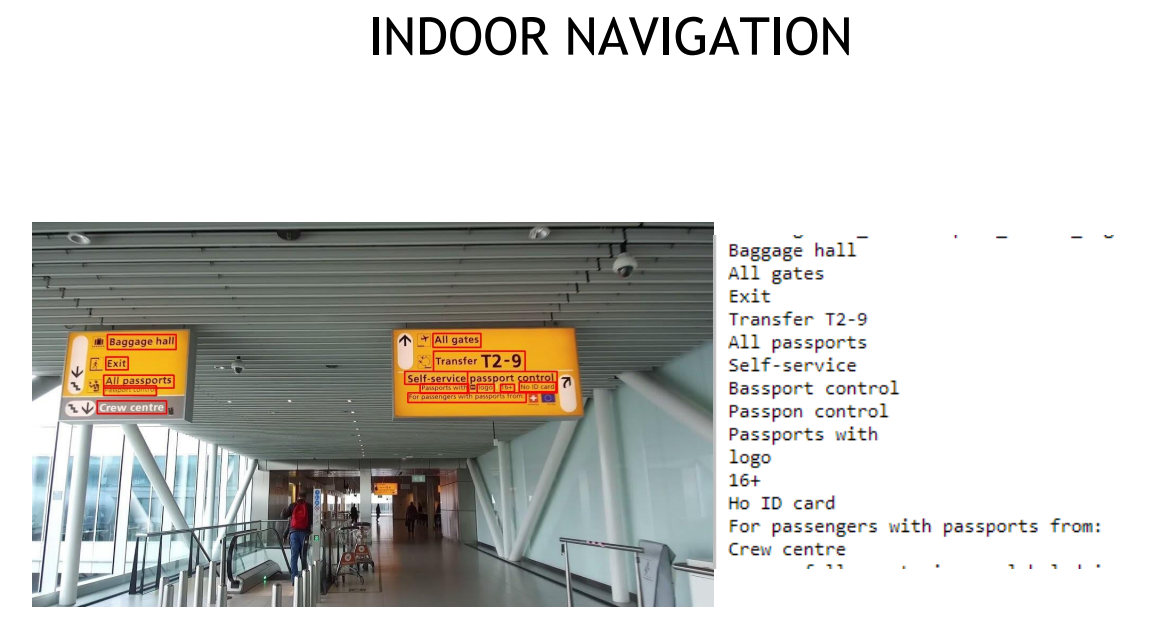 INDOOR NAVIGATION
Baggage hall
Exit
All passports
Passport control
Crew centre
All gates
Transfer T2-9
Self-service passport control
Passports with logo 16+ No ID card
For passengers with passports from:
Baggage hall
All gates
Exit
Transfer T2-9
All passports
Self-service
Bassport control
Passpon control
Passports with
logo
16+
Ho ID card
For passengers with passports from:
Crew centre